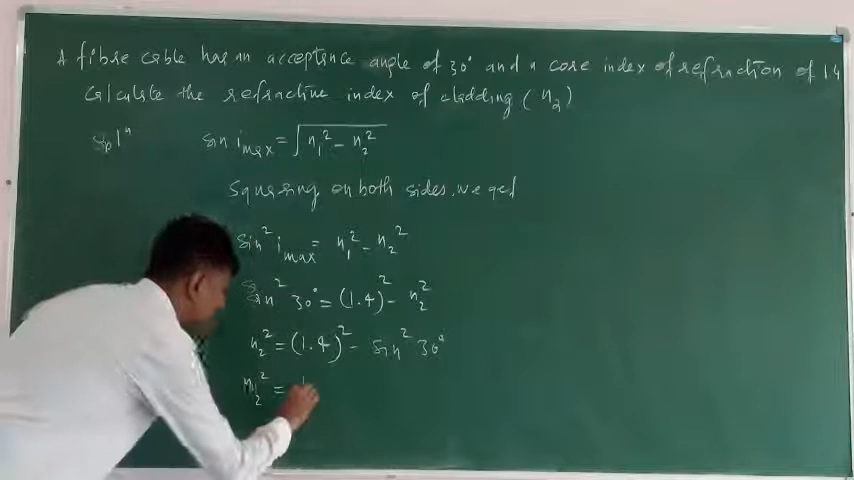 A fibre cable has an acceptance angle of 30° and a core index of refraction of 1.4
Calculate the refractive index of cladding (n₂)
Solⁿ sin i_max = √(n₁² - n₂²)
Squaring on both sides, we get
sin² i_max = n₁² - n₂²
sin² 30° = (1.4)² - n₂²
n₂² = (1.4)² - sin² 30°
n₂² = 1